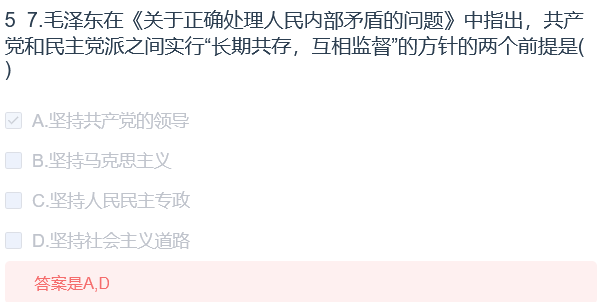 5 7.毛泽东在《关于正确处理人民内部矛盾的问题》中指出，共产
党和民主党派之间实行“长期共存，互相监督”的方针的两个前提是(
)
A.坚持共产党的领导
B.坚持马克思主义
C.坚持人民民主专政
D.坚持社会主义道路
答案是A,D